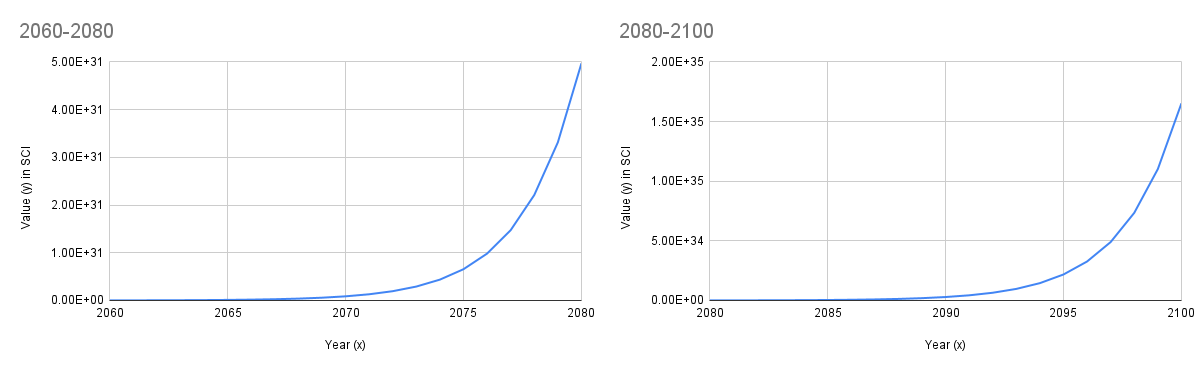 2060-2080
5.00E+31
4.00E+31
3.00E+31
2.00E+31
1.00E+31
0.00E+00
Value (y) in SCI
2060 2065 2070 2075 2080
Year (x)
2080-2100
2.00E+35
1.50E+35
1.00E+35
5.00E+34
0.00E+00
Value (y) in SCI
2080 2085 2090 2095 2100
Year (x)